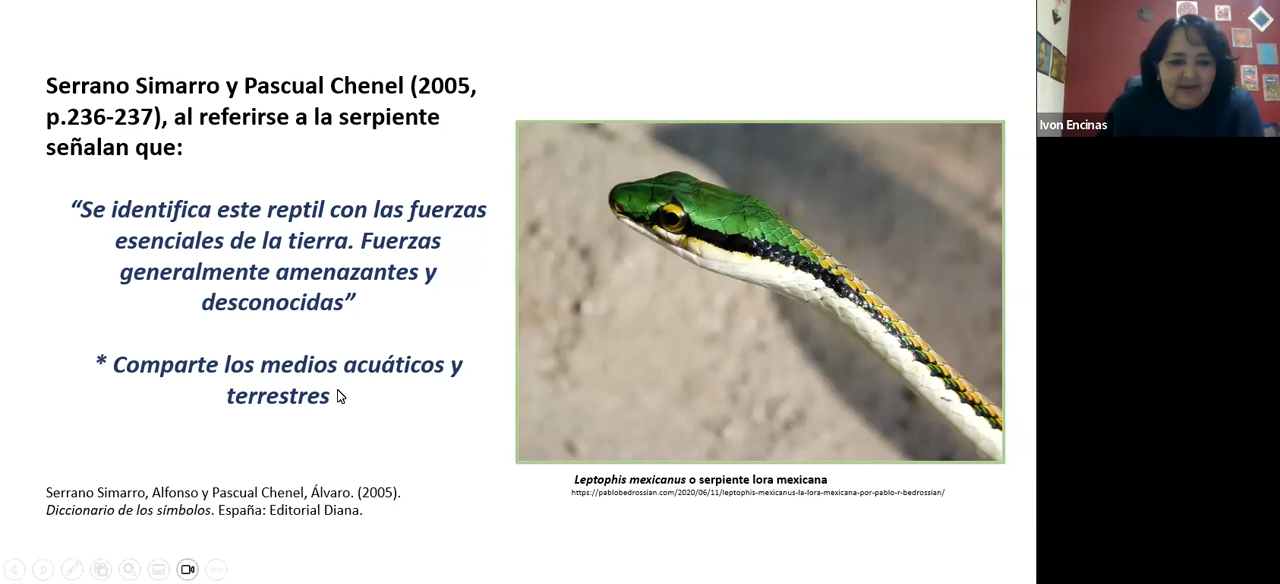 Serrano Simarro y Pascual Chenel (2005,
p.236-237), al referirse a la serpiente
señalan que:
“Se identifica este reptil con las fuerzas
esenciales de la tierra. Fuerzas
generalmente amenazantes y
desconocidas”
* Comparte los medios acuáticos y
terrestres
Serrano Simarro, Alfonso y Pascual Chenel, Álvaro. (2005).
Diccionario de los símbolos. España: Editorial Diana.
Leptophis mexicanus o serpiente lora mexicana
https://pablobedrossian.com/2020/06/11/leptophis-mexicanus-la-lora-mexicana-por-pablo-r-bedrossian/
Ivon Encinas